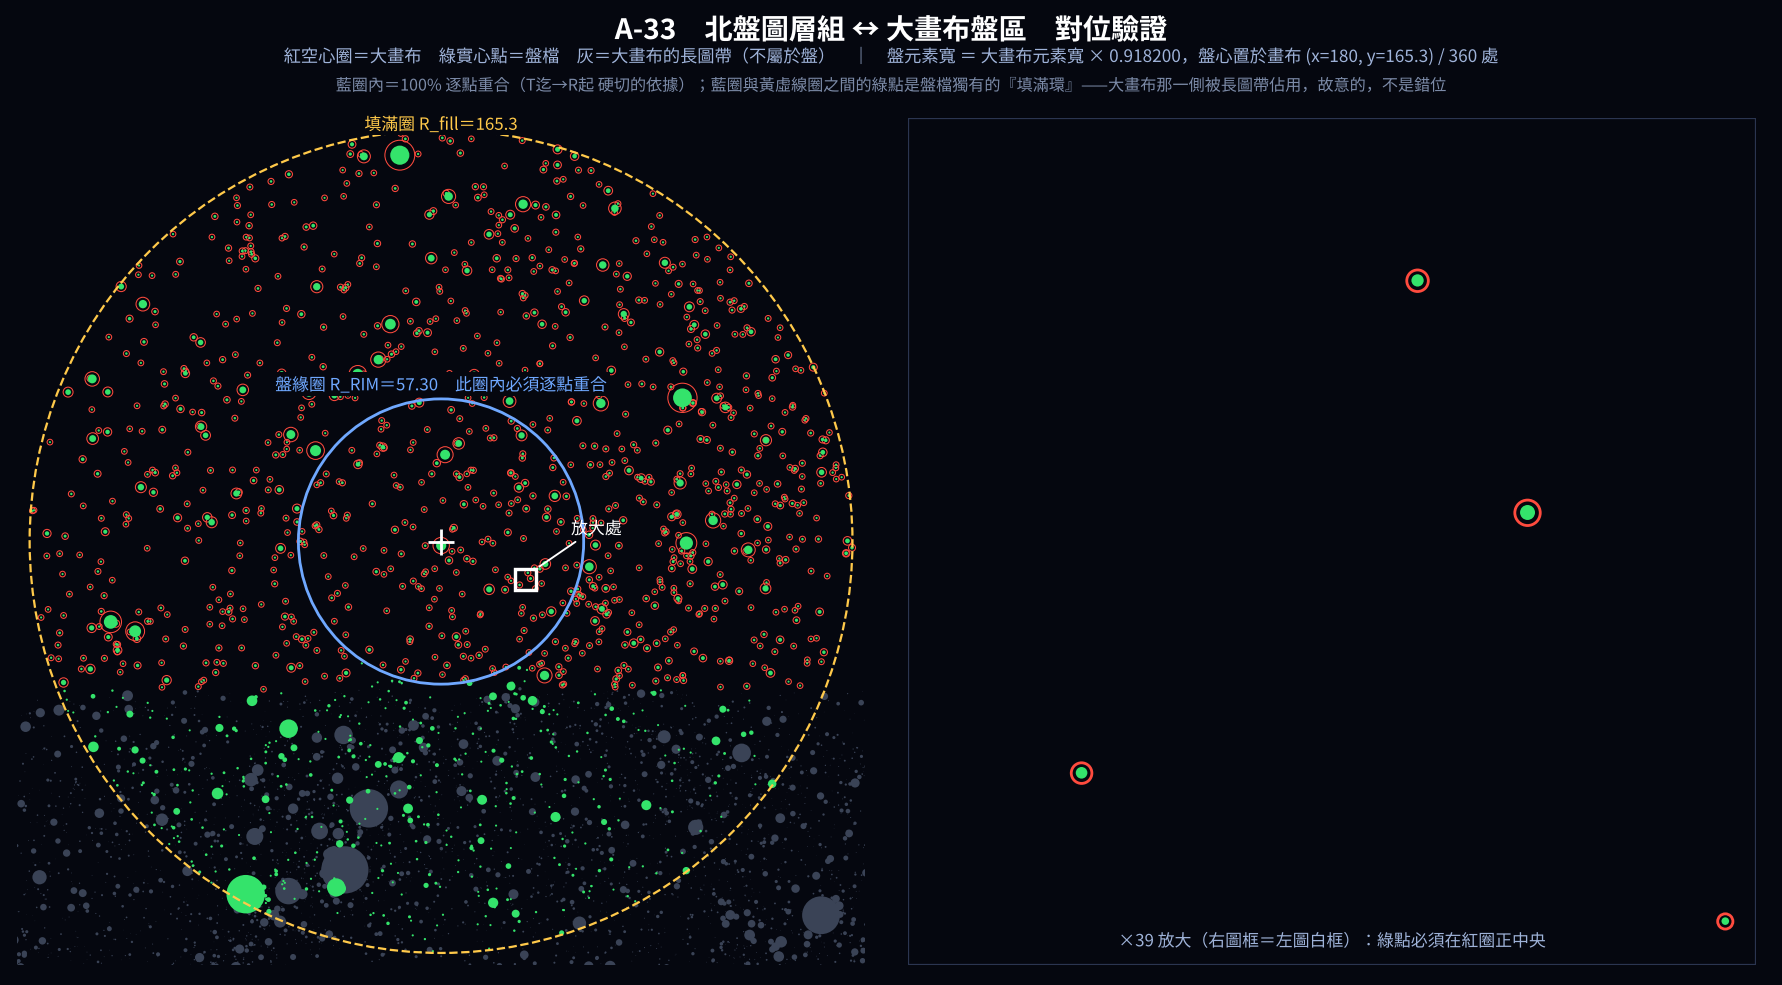 A-33　北盤圖層組 ↔ 大畫布盤區　對位驗證
紅空心圈＝大畫布　綠實心點＝盤檔　灰＝大畫布的長圖帶（不屬於盤）　｜　盤元素寬 ＝ 大畫布元素寬 × 0.918200，盤心置於畫布 (x=180, y=165.3) / 360 處
藍圈內＝100% 逐點重合（T迄→R起 硬切的依據）；藍圈與黃虛線圈之間的綠點是盤檔獨有的『填滿環』——大畫布那一側被長圖帶佔用，故意的，不是錯位
填滿圈 R_fill＝165.3
盤緣圈 R_RIM＝57.30　此圈內必須逐點重合
放大處
×39 放大（右圖框＝左圖白框）：綠點必須在紅圈正中央